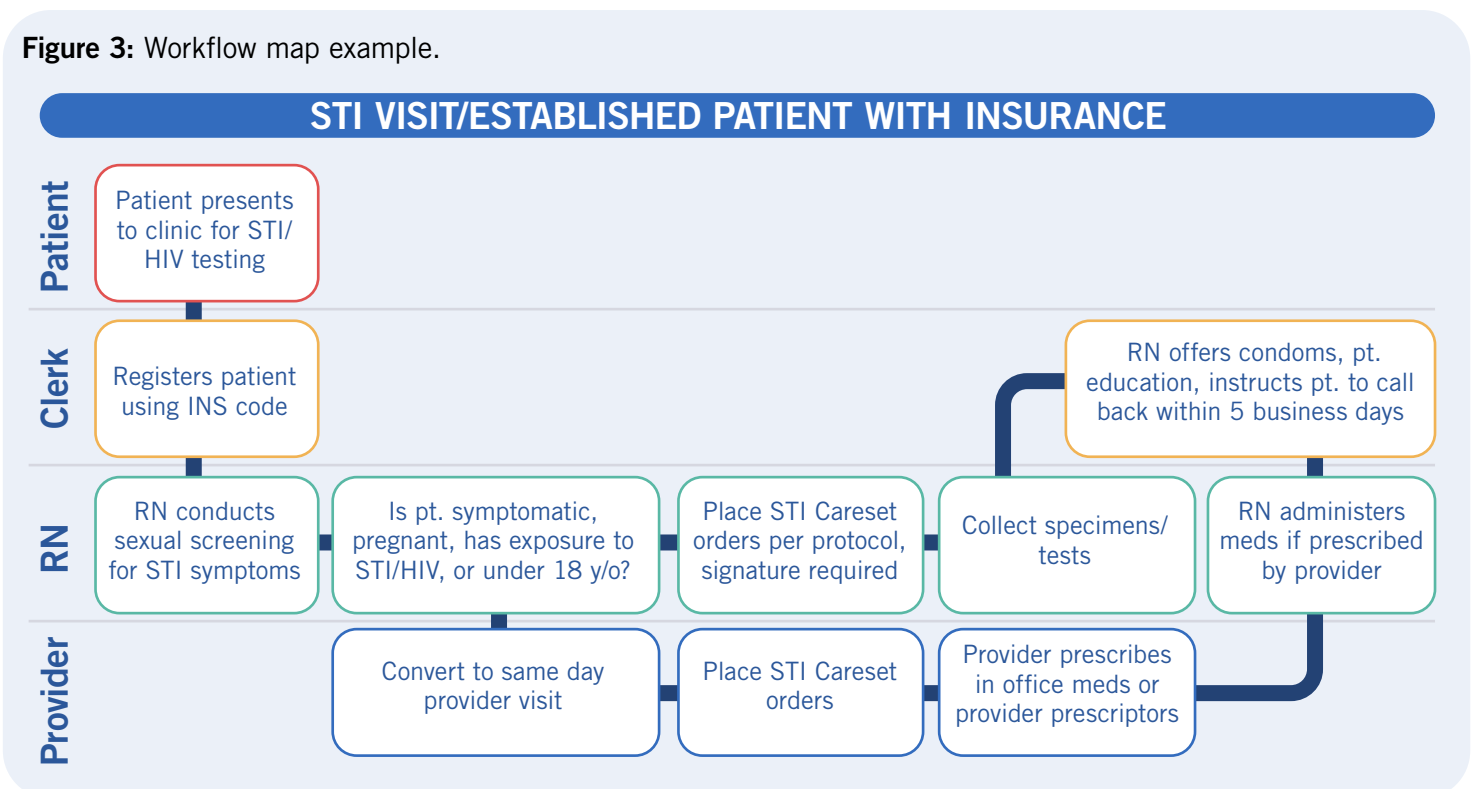 Figure 3: Workflow map example.
STI VISIT/ESTABLISHED PATIENT WITH INSURANCE
Patient
Patient presents
to clinic for STI/
HIV testing
Clerk
Registers patient
using INS code
RN offers condoms, pt.
education, instructs pt. to call
back within 5 business days
RN
RN conducts
sexual screening
for STI symptoms
Is pt. symptomatic,
pregnant, has exposure to
STI/HIV, or under 18 y/o?
Place STI Careset
orders per protocol,
signature required
Collect specimens/
tests
RN administers
meds if prescribed
by provider
Provider
Convert to same day
provider visit
Place STI Careset
orders
Provider prescribes
in office meds or
provider prescriptors